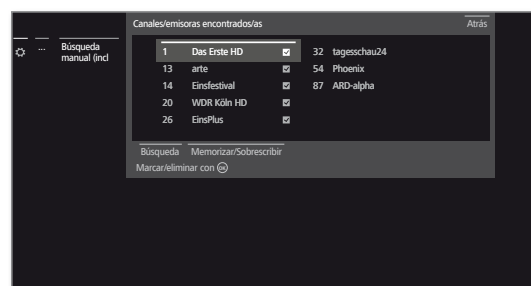 Canales/emisoras encontrados/as Atrás
... Búsqueda
manual (incl
1 Das Erste HD 32 tagesschau24
13 arte 54 Phoenix
14 Einsfestival 87 ARD-alpha
20 WDR Köln HD
26 EinsPlus
Búsqueda Memorizar/Sobrescribir
Marcar/eliminar con OK